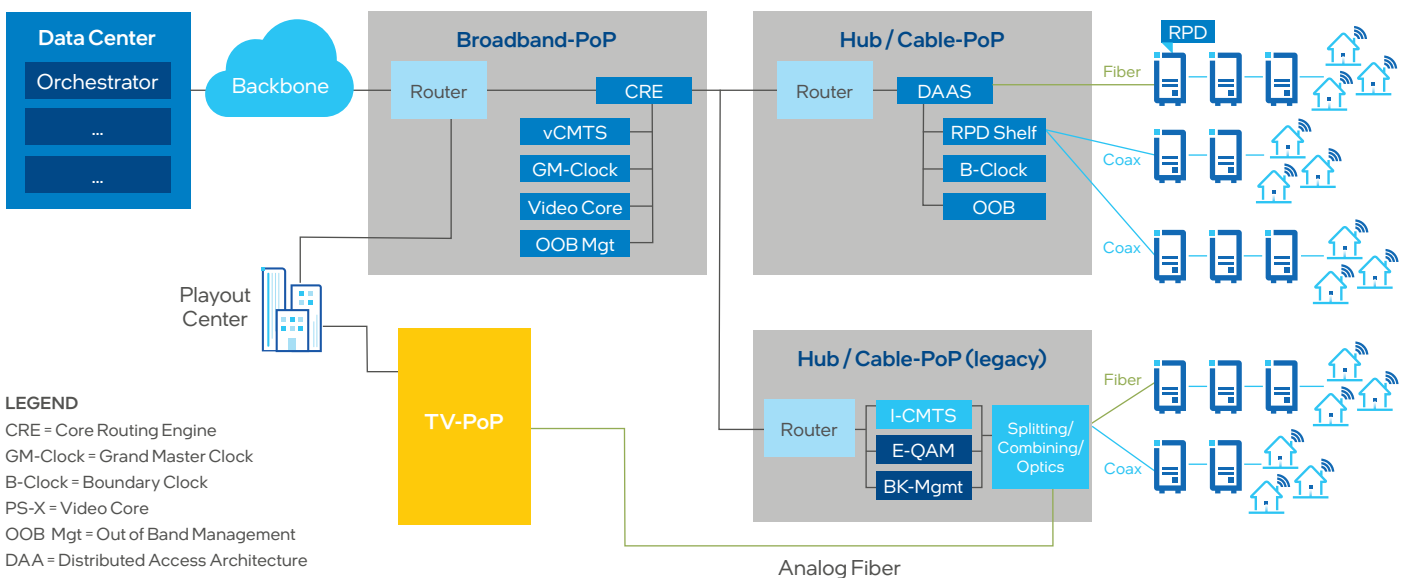 Data Center
Orchestrator
...
...
Backbone
Broadband-PoP
Router
CRE
vCMTS
GM-Clock
Video Core
OOB Mgt
Hub / Cable-PoP
Router
DAAS
RPD Shelf
B-Clock
OOB
RPD
Fiber
Coax
Coax
Playout
Center
TV-PoP
Hub / Cable-PoP (legacy)
Router
I-CMTS
E-QAM
BK-Mgmt
Splitting/
Combining/
Optics
Fiber
Coax
Analog Fiber
LEGEND
CRE = Core Routing Engine
GM-Clock = Grand Master Clock
B-Clock = Boundary Clock
PS-X = Video Core
OOB Mgt = Out of Band Management
DAA = Distributed Access Architecture